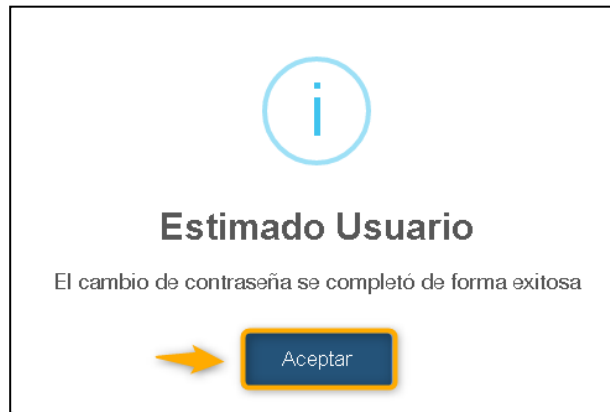 i
Estimado Usuario
El cambio de contraseña se completó de forma exitosa
Aceptar